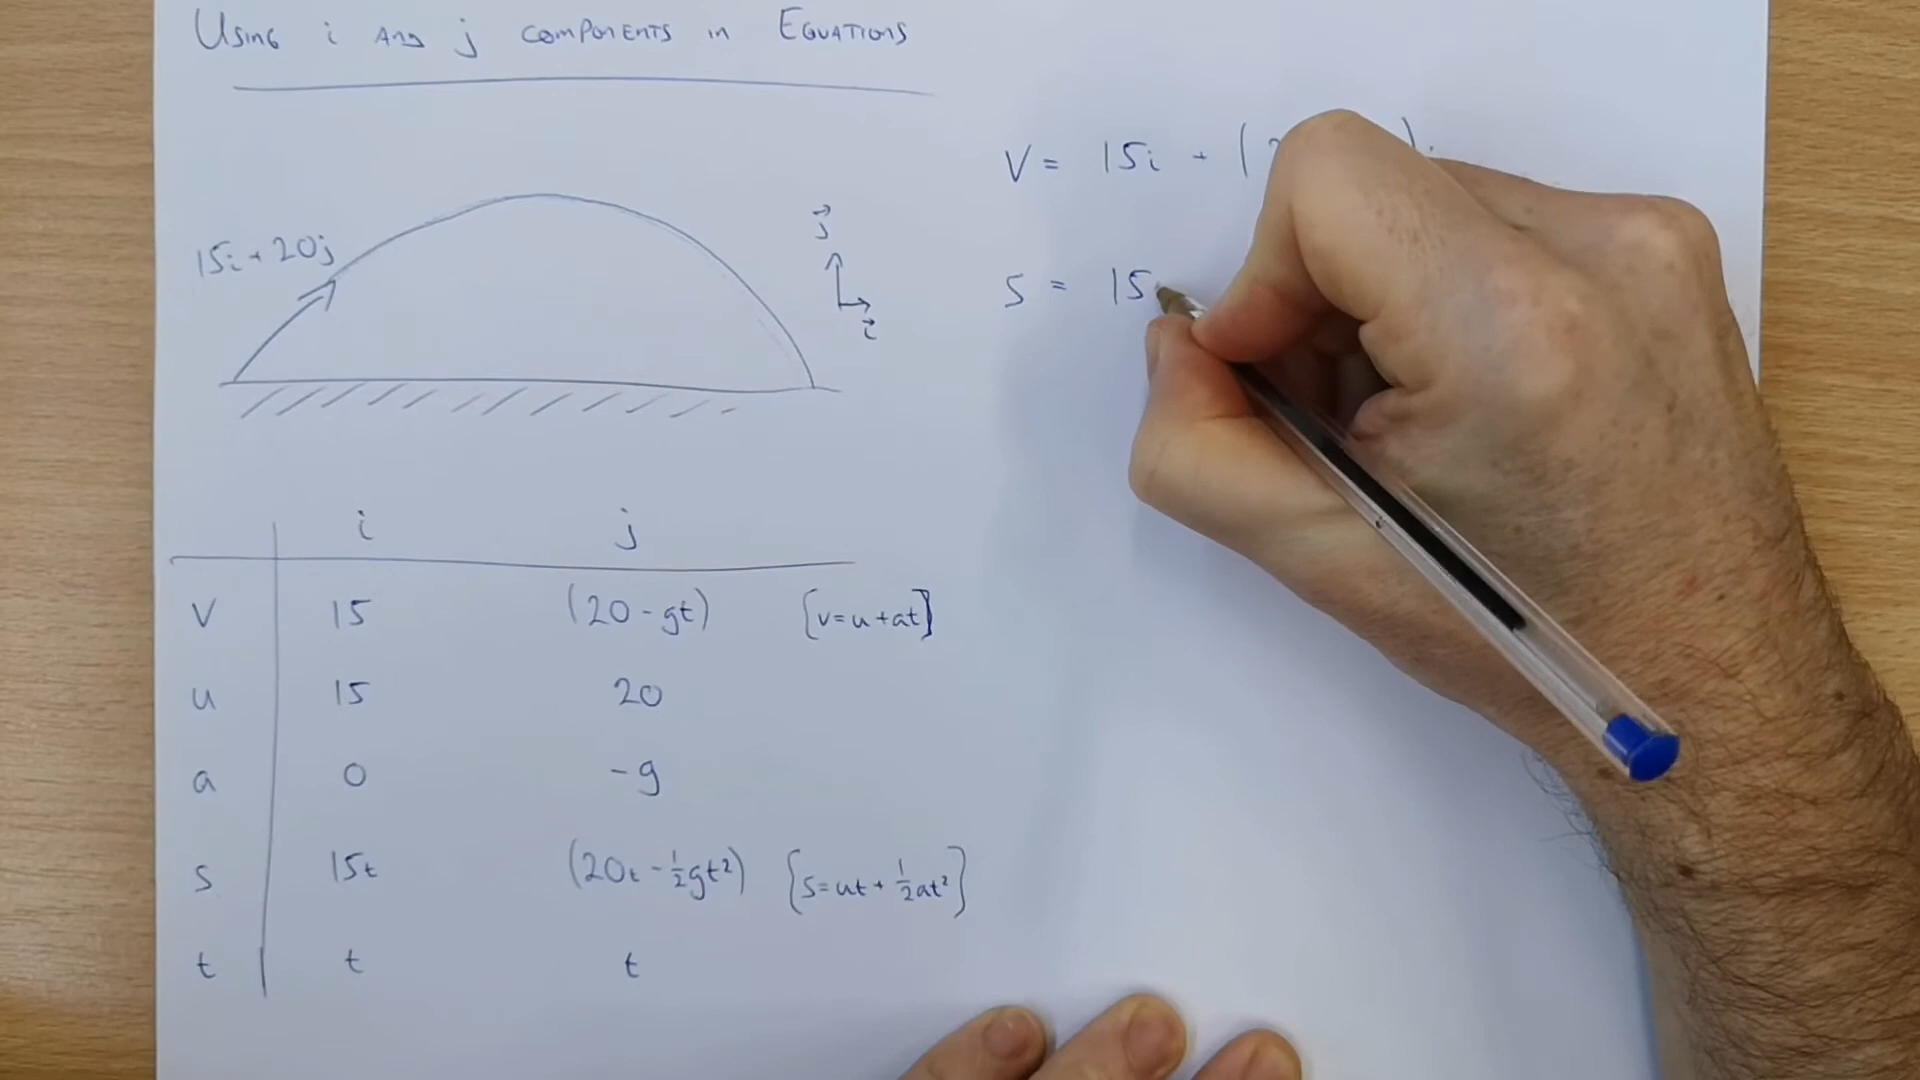 Using i and j components in Equations
15i + 20j
j
i
i j
v 15 (20 - gt) [v = u + at]
u 15 20
a 0 -g
s 15t (20t - ½gt²) {s = ut + ½at²}
t t t
V = 15i + (
S = 15